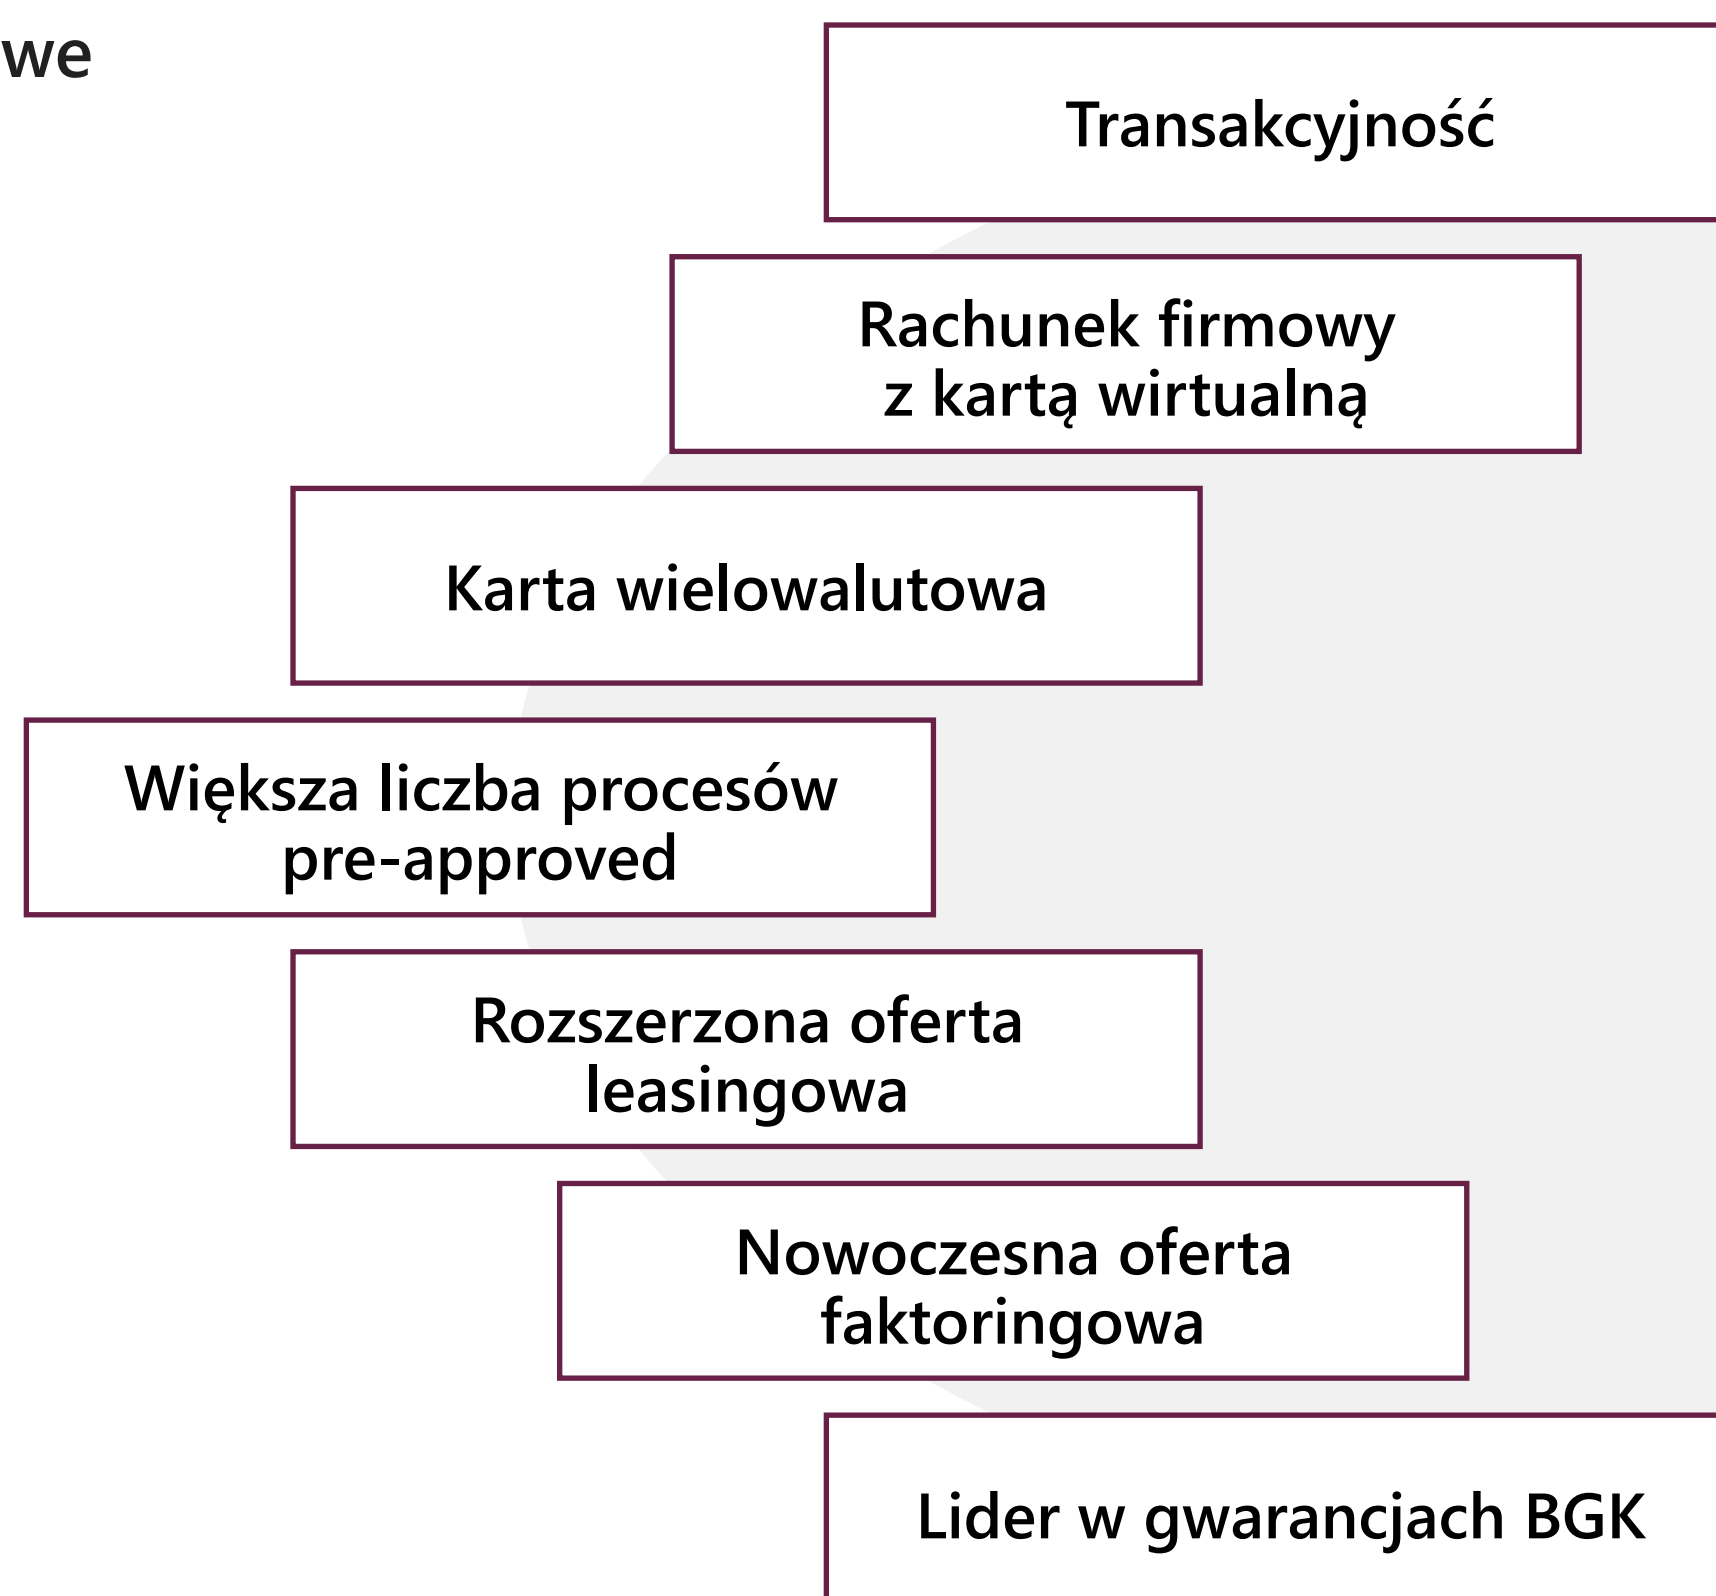 we
Transakcyjność
Rachunek firmowy
z kartą wirtualną
Karta wielowalutowa
Większa liczba procesów
pre-approved
Rozszerzona oferta
leasingowa
Nowoczesna oferta
faktoringowa
Lider w gwarancjach BGK